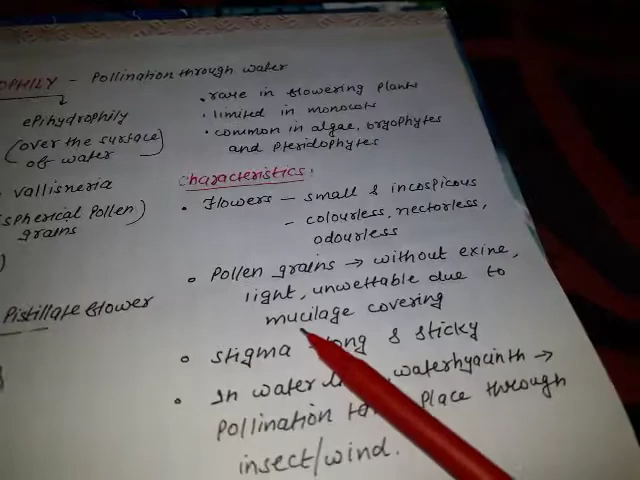 OPHILY - Pollination through water
epihydrophily
(over the surface
of water)
vallisneria
(spherical Pollen
grains)
Pistillate flower
• rare in flowering plants
• limited in monocots
• common in algae, bryophytes
and pteridophytes
Characteristics:
• Flowers - small & incospicous
- colourless, nectorless,
odourless
• Pollen grains → without exine,
light, unwettable due to
mucilage covering
• stigma long & sticky
• In water waterhyacinth →
Pollination place through
insect/wind.